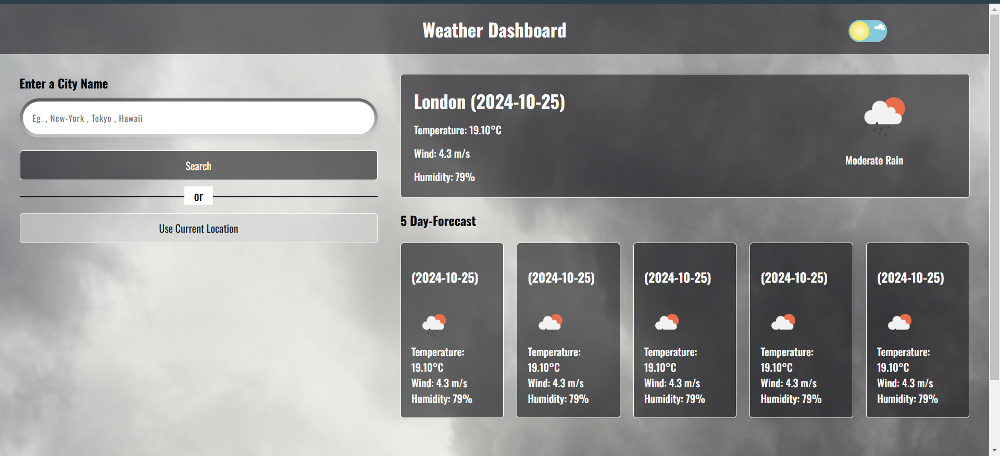 Weather Dashboard
Enter a City Name
Eg. , New-York , Tokyo , Hawaii
Search
or
Use Current Location
London (2024-10-25)
Temperature: 19.10°C
Wind: 4.3 m/s
Humidity: 79%
Moderate Rain
5 Day-Forecast
(2024-10-25)
Temperature:
19.10°C
Wind: 4.3 m/s
Humidity: 79%
(2024-10-25)
Temperature:
19.10°C
Wind: 4.3 m/s
Humidity: 79%
(2024-10-25)
Temperature:
19.10°C
Wind: 4.3 m/s
Humidity: 79%
(2024-10-25)
Temperature:
19.10°C
Wind: 4.3 m/s
Humidity: 79%
(2024-10-25)
Temperature:
19.10°C
Wind: 4.3 m/s
Humidity: 79%